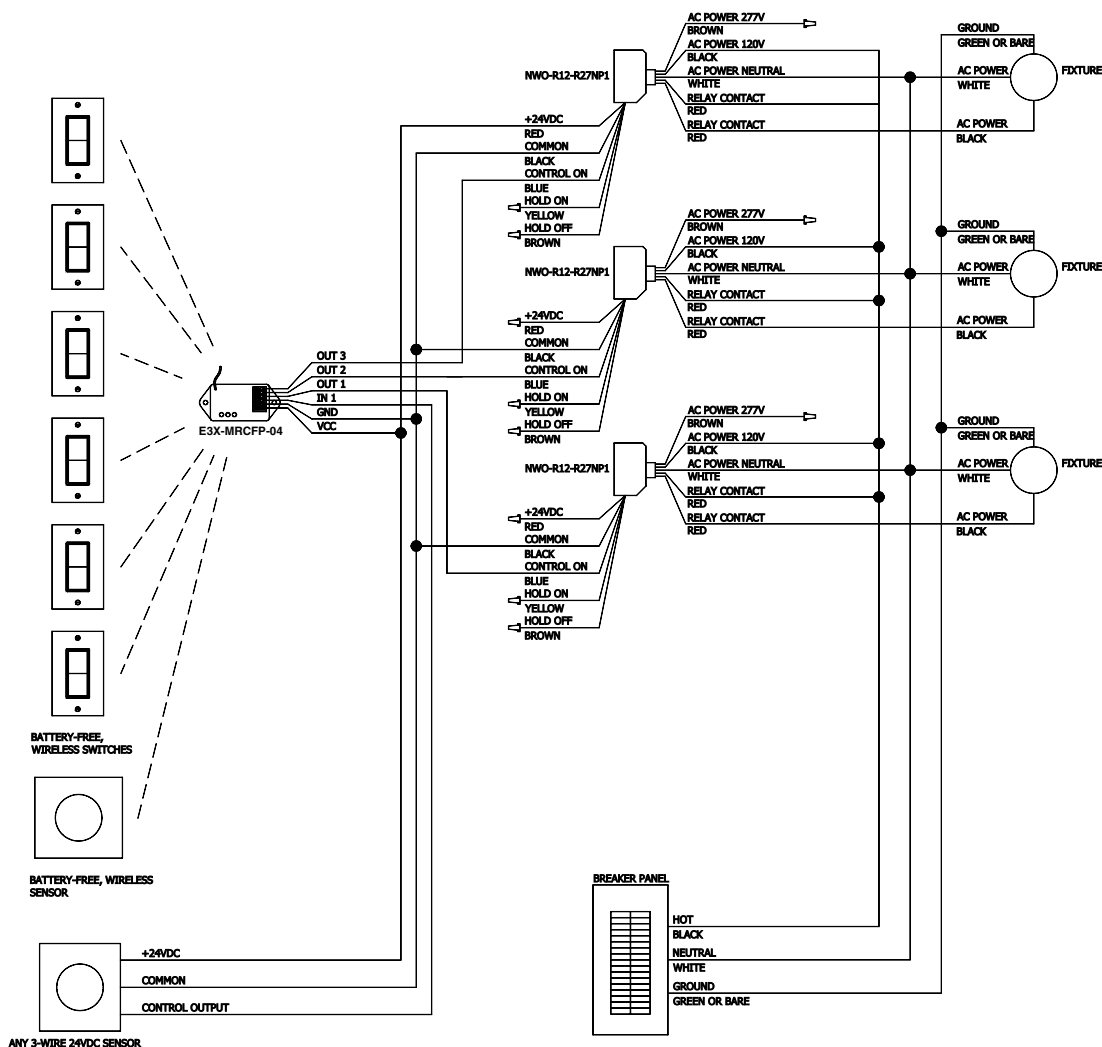 AC POWER 277V
BROWN
AC POWER 120V
BLACK
NWO-R12-R27NP1
AC POWER NEUTRAL
WHITE
RELAY CONTACT
RED
RELAY CONTACT
RED
GROUND
GREEN OR BARE
AC POWER
WHITE
FIXTURE
AC POWER
BLACK
+24VDC
RED
COMMON
BLACK
CONTROL ON
BLUE
HOLD ON
YELLOW
HOLD OFF
BROWN
AC POWER 277V
BROWN
AC POWER 120V
BLACK
NWO-R12-R27NP1
AC POWER NEUTRAL
WHITE
RELAY CONTACT
RED
RELAY CONTACT
RED
GROUND
GREEN OR BARE
AC POWER
WHITE
FIXTURE
AC POWER
BLACK
+24VDC
RED
COMMON
BLACK
CONTROL ON
BLUE
HOLD ON
YELLOW
HOLD OFF
BROWN
OUT 3
OUT 2
OUT 1
IN 1
GND
VCC
E3X-MRCFP-04
AC POWER 277V
BROWN
AC POWER 120V
BLACK
NWO-R12-R27NP1
AC POWER NEUTRAL
WHITE
RELAY CONTACT
RED
RELAY CONTACT
RED
GROUND
GREEN OR BARE
AC POWER
WHITE
FIXTURE
AC POWER
BLACK
+24VDC
RED
COMMON
BLACK
CONTROL ON
BLUE
HOLD ON
YELLOW
HOLD OFF
BROWN
BATTERY-FREE,
WIRELESS SWITCHES
BATTERY-FREE, WIRELESS
SENSOR
BREAKER PANEL
HOT
BLACK
NEUTRAL
WHITE
GROUND
GREEN OR BARE
+24VDC
COMMON
CONTROL OUTPUT
ANY 3-WIRE 24VDC SENSOR